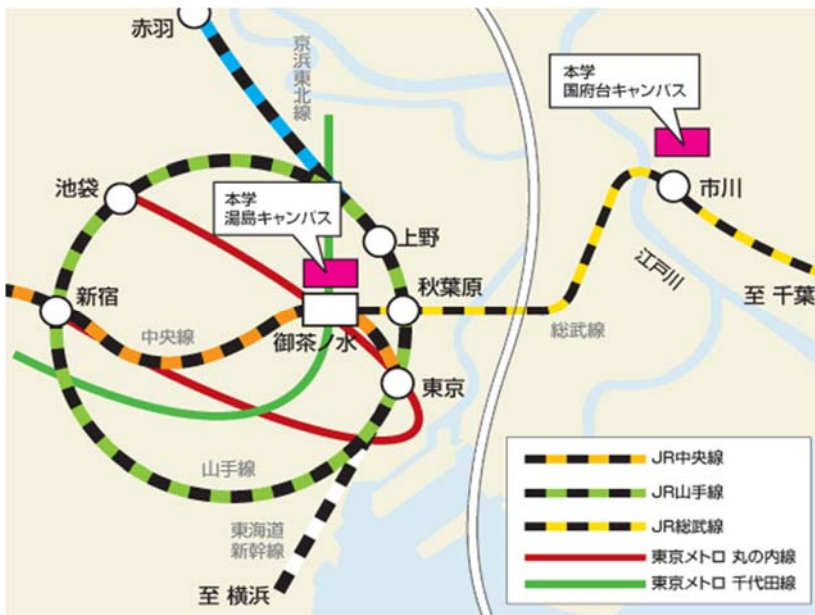 赤羽
京浜東北線
本学
国府台キャンパス
池袋
本学
湯島キャンパス
上野
市川
新宿
秋葉原
江戸川
至 千葉
中央線
御茶ノ水
総武線
東京
山手線
東海道
新幹線
至 横浜
JR中央線
JR山手線
JR総武線
東京メトロ 丸の内線
東京メトロ 千代田線